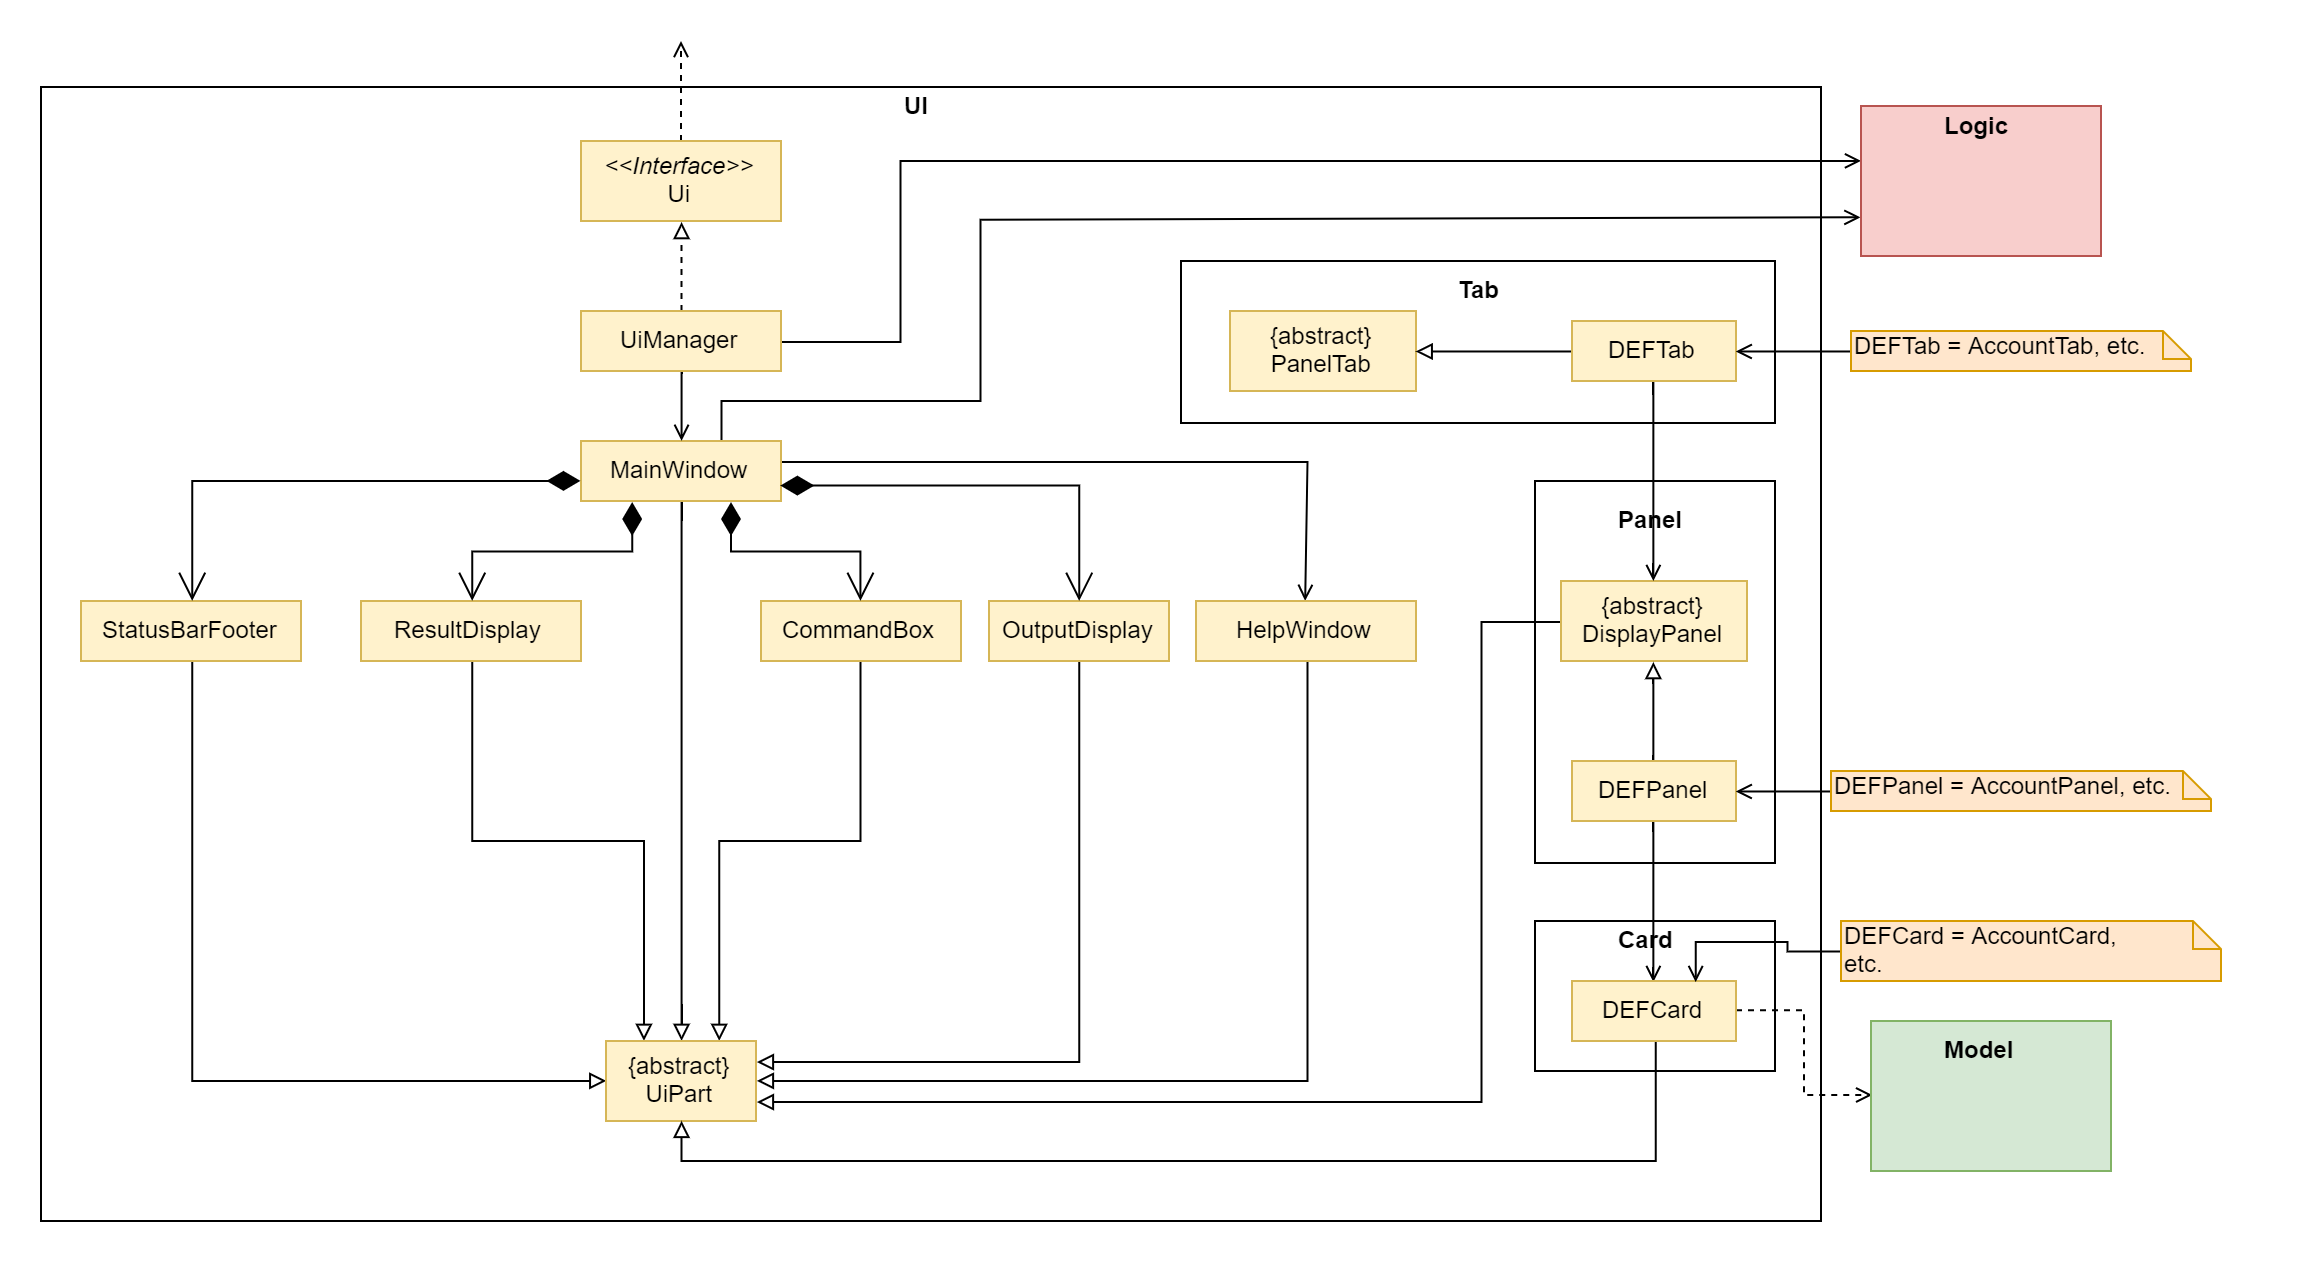 UI
Logic
<<Interface>>
Ui
Tab
UiManager
{abstract}
PanelTab
DEFTab
DEFTab = AccountTab, etc.
MainWindow
Panel
StatusBarFooter
ResultDisplay
CommandBox
OutputDisplay
HelpWindow
{abstract}
DisplayPanel
DEFPanel
DEFPanel = AccountPanel, etc.
Card
DEFCard = AccountCard,
etc.
DEFCard
{abstract}
UiPart
Model